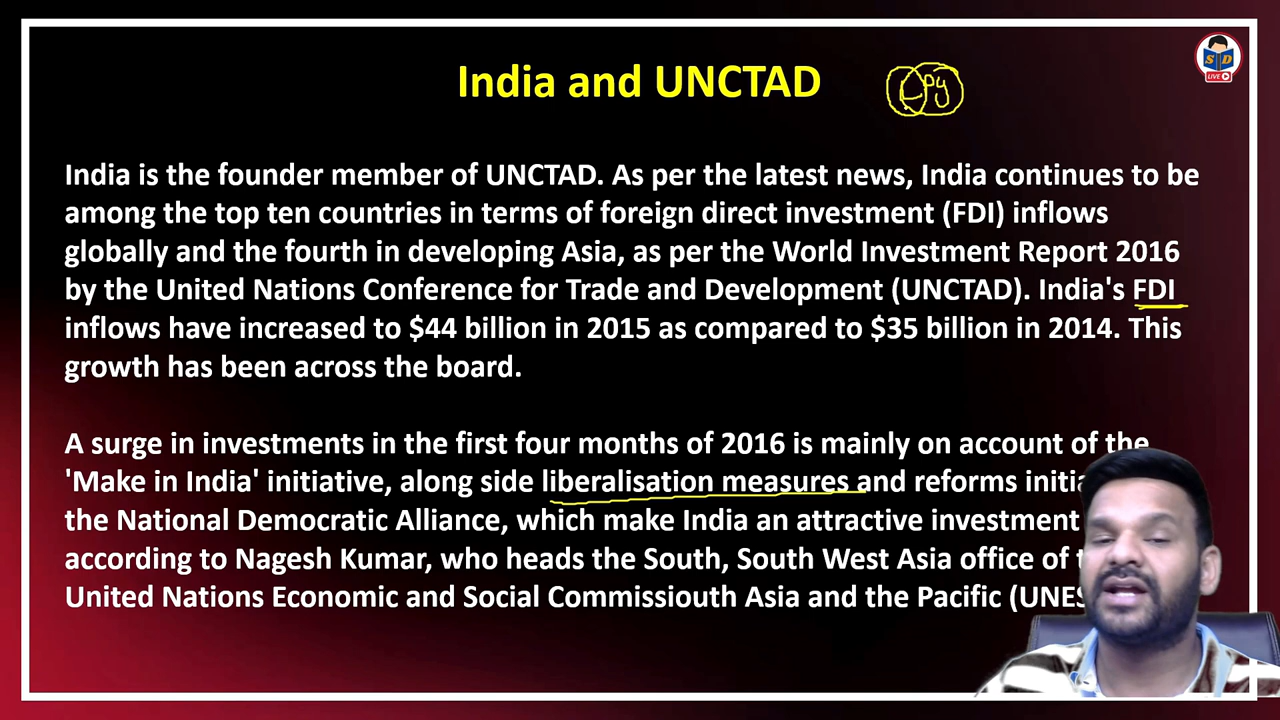 India and UNCTAD
S D
LIVE
India is the founder member of UNCTAD. As per the latest news, India continues to be
among the top ten countries in terms of foreign direct investment (FDI) inflows
globally and the fourth in developing Asia, as per the World Investment Report 2016
by the United Nations Conference for Trade and Development (UNCTAD). India's FDI
inflows have increased to $44 billion in 2015 as compared to $35 billion in 2014. This
growth has been across the board.
A surge in investments in the first four months of 2016 is mainly on account of the
'Make in India' initiative, along side liberalisation measures and reforms
the National Democratic Alliance, which make India an attractive investment
according to Nagesh Kumar, who heads the South, South West Asia office of
United Nations Economic and Social Commissiouth Asia and the Pacific